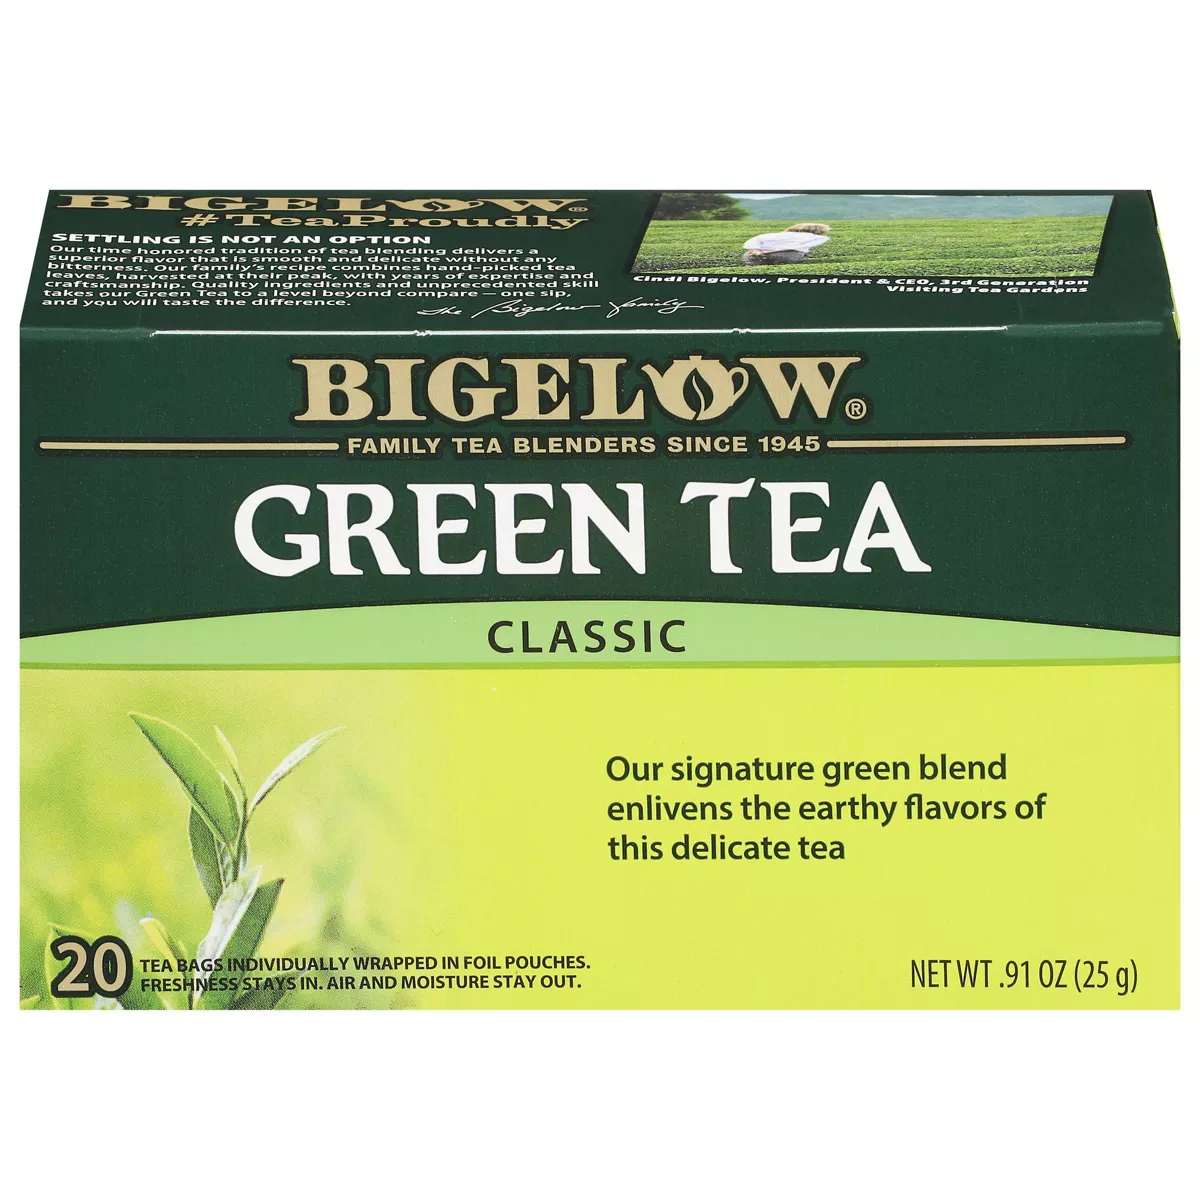 BIGELOW®
#TeaProudly
SETTLING IS NOT AN OPTION
Our time honored tradition of tea blending delivers a
superior flavor that is smooth and delicate without any
bitterness. Our family's recipe combines hand-picked tea
leaves, harvested at their peak, with years of expertise and
craftsmanship. Quality ingredients and unprecedented skill
takes our Green Tea to a level beyond compare — one sip,
and you will taste the difference.
The Bigelow family
Cindi Bigelow, President & CEO, 3rd Generation
Visiting Tea Gardens
BIGELOW®
FAMILY TEA BLENDERS SINCE 1945
GREEN TEA
CLASSIC
Our signature green blend
enlivens the earthy flavors of
this delicate tea
20 TEA BAGS INDIVIDUALLY WRAPPED IN FOIL POUCHES.
FRESHNESS STAYS IN. AIR AND MOISTURE STAY OUT.
NET WT .91 OZ (25 g)